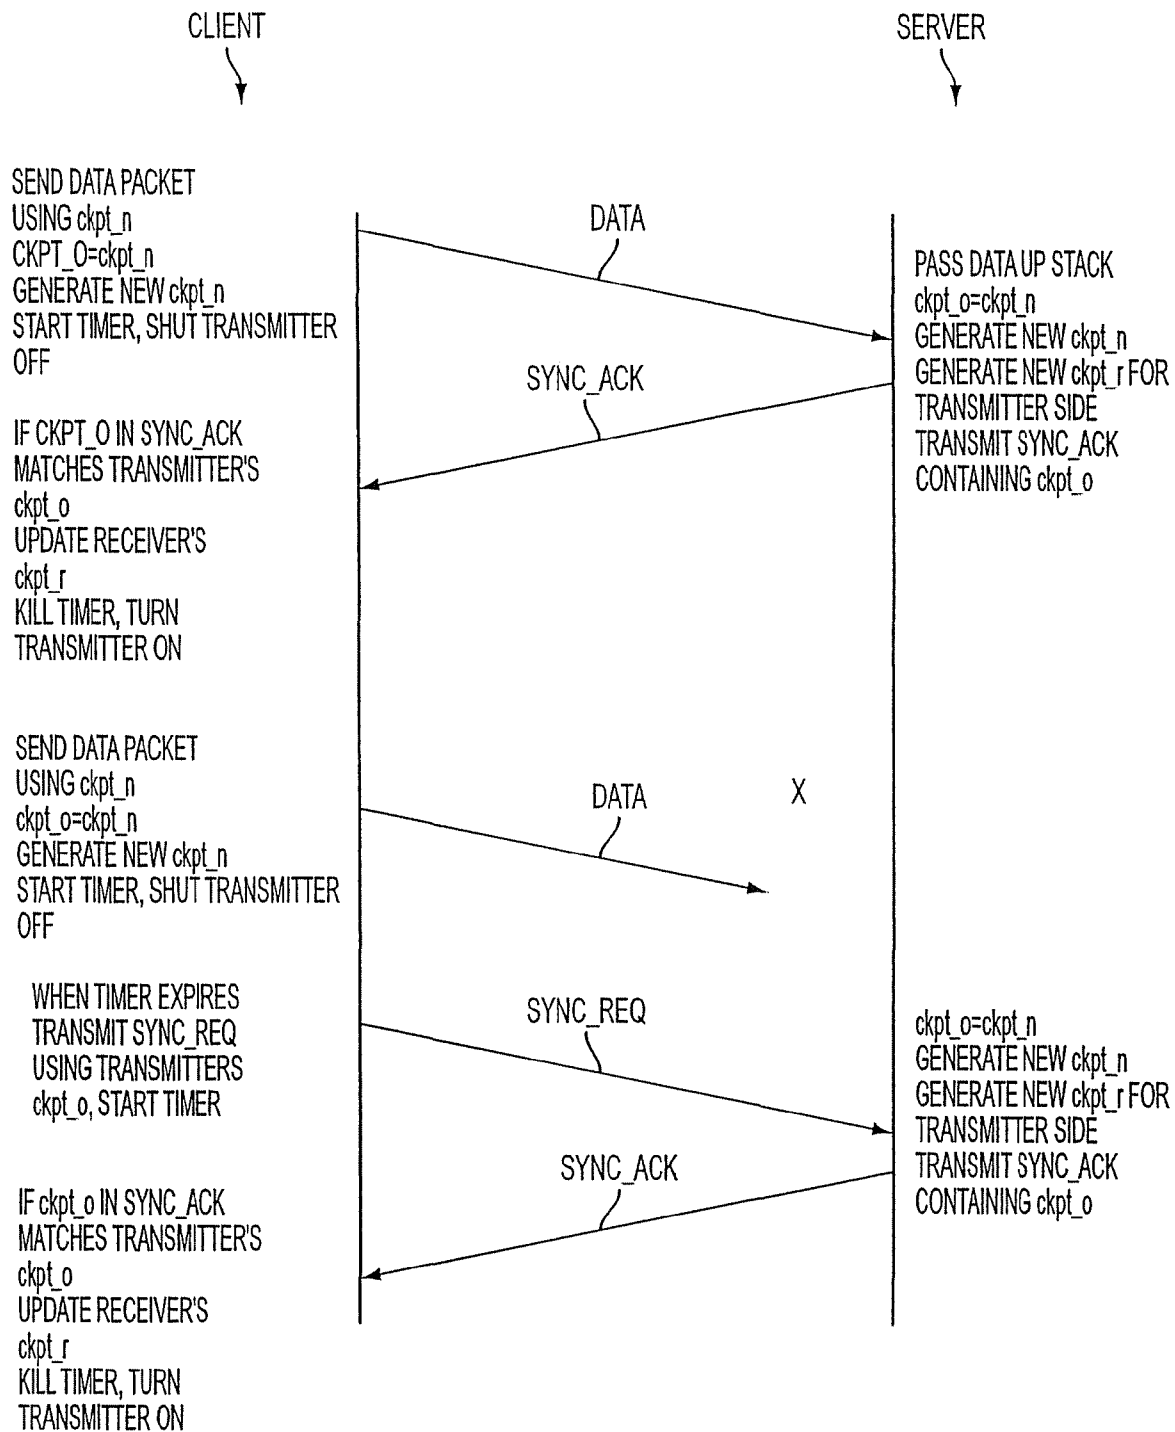 CLIENT
SERVER
SEND DATA PACKET
USING ckpt_n
CKPT_O=ckpt_n
GENERATE NEW ckpt_n
START TIMER, SHUT TRANSMITTER
OFF
DATA
PASS DATA UP STACK
ckpt_o=ckpt_n
GENERATE NEW ckpt_n
GENERATE NEW ckpt_r FOR
TRANSMITTER SIDE
TRANSMIT SYNC_ACK
CONTAINING ckpt_o
SYNC_ACK
IF CKPT_O IN SYNC_ACK
MATCHES TRANSMITTER'S
ckpt_o
UPDATE RECEIVER'S
ckpt_r
KILL TIMER, TURN
TRANSMITTER ON
SEND DATA PACKET
USING ckpt_n
ckpt_o=ckpt_n
GENERATE NEW ckpt_n
START TIMER, SHUT TRANSMITTER
OFF
DATA
X
WHEN TIMER EXPIRES
TRANSMIT SYNC_REQ
USING TRANSMITTERS
ckpt_o, START TIMER
SYNC_REQ
ckpt_o=ckpt_n
GENERATE NEW ckpt_n
GENERATE NEW ckpt_r FOR
TRANSMITTER SIDE
TRANSMIT SYNC_ACK
CONTAINING ckpt_o
SYNC_ACK
IF ckpt_o IN SYNC_ACK
MATCHES TRANSMITTER'S
ckpt_o
UPDATE RECEIVER'S
ckpt_r
KILL TIMER, TURN
TRANSMITTER ON